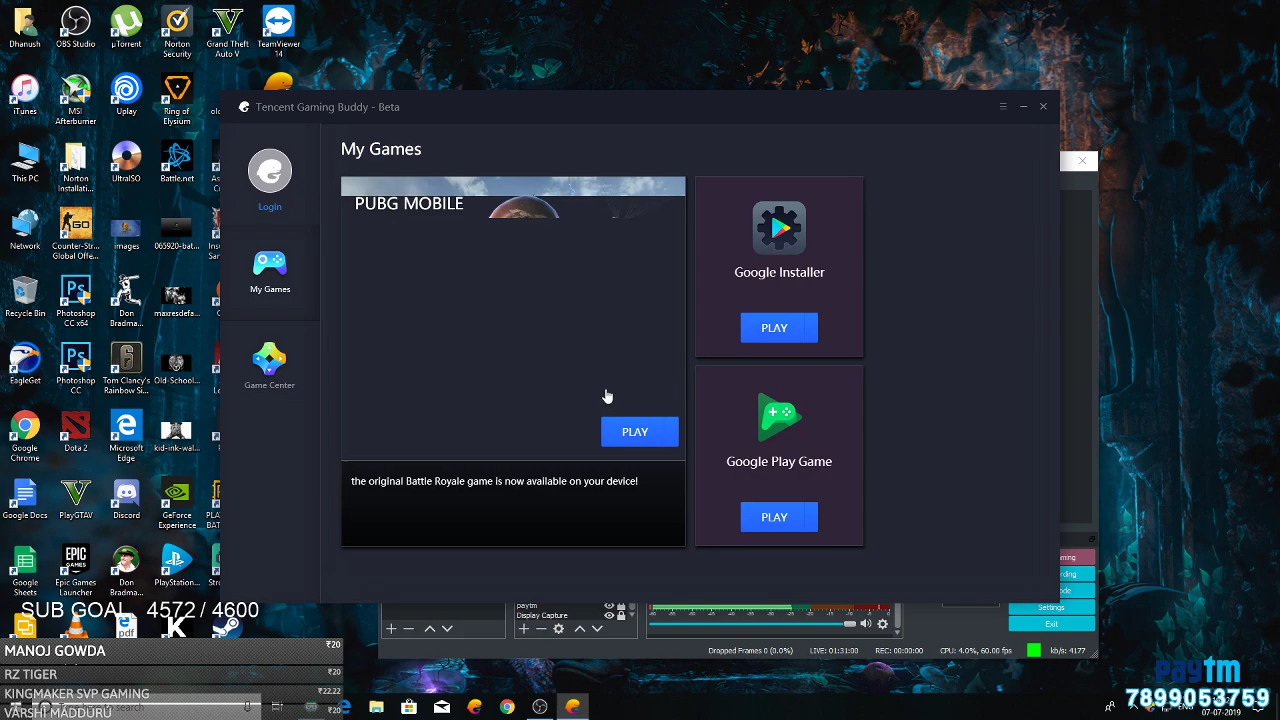 Dhanush
OBS Studio
µTorrent
Norton
Security
Grand Theft
Auto V
TeamViewer
14
iTunes
MSI
Afterburner
Uplay
Ring of
Elysium
This PC
Norton
Installati...
UltraISO
Battle.net
Network
Counter-Str...
Global Offe...
images
065920-bat...
Recycle Bin
Photoshop
CC x64
Don
Bradma...
maxresdefa...
EagleGet
Photoshop
CC
Tom Clancy's
Rainbow Si...
Old-School...
Google
Chrome
Dota 2
Microsoft
Edge
kid-ink-wal...
Google Docs
PlayGTAV
Discord
GeForce
Experience
Google
Sheets
Epic Games
Launcher
Don
Bradma...
PlayStation...
Tencent Gaming Buddy - Beta
Login
My Games
Game Center
My Games
PUBG MOBILE
PLAY
the original Battle Royale game is now available on your device!
Google Installer
PLAY
Google Play Game
PLAY
paytm
Display Capture
Settings
Exit
Dropped Frames 0 (0.0%)
LIVE: 01:31:00
REC: 00:00:00
CPU: 4.0%, 60.00 fps
kb/s: 4177
SUB GOAL 4572 / 4600
MANOJ GOWDA ₹20
RZ TIGER ₹20
KINGMAKER SVP GAMING ₹22.22
VARSHI MADDURU ₹20
paytm
7899053759
07-07-2019